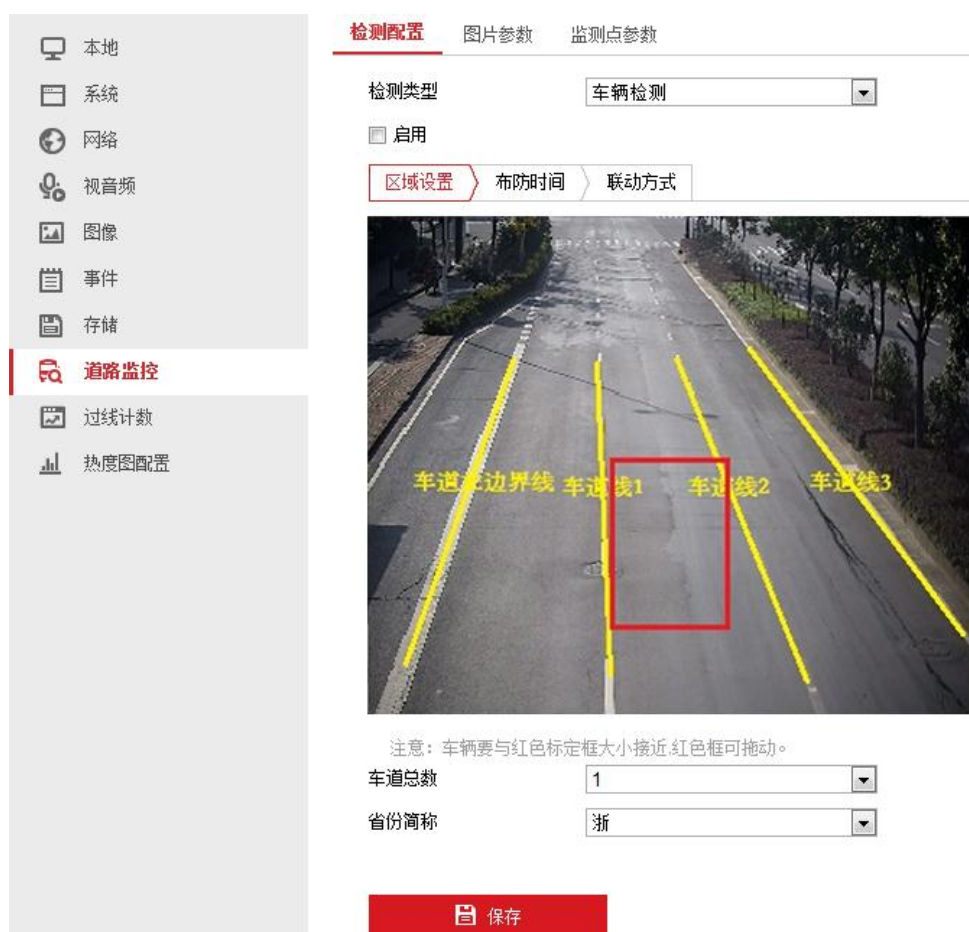 本地
系统
网络
视音频
图像
事件
存储
道路监控
过线计数
热度图配置
检测配置 图片参数 监测点参数
检测类型 车辆检测
启用
区域设置 布防时间 联动方式
车道左边界线 车道线1 车道线2 车道线3
注意：车辆要与红色标定框大小接近,红色框可拖动。
车道总数 1
省份简称 浙
保存